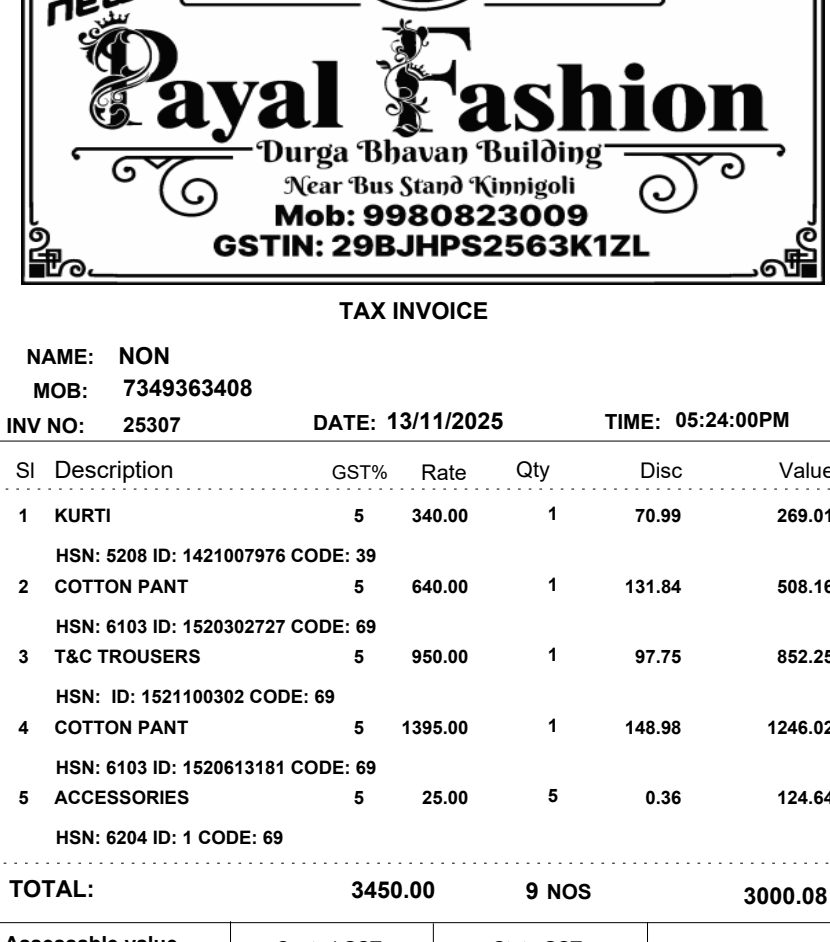 new
Payal Fashion
Durga Bhavan Building
Near Bus Stand Kinnigoli
Mob: 9980823009
GSTIN: 29BJHPS2563K1ZL
TAX INVOICE
NAME: NON
MOB: 7349363408
INV NO: 25307 DATE: 13/11/2025 TIME: 05:24:00PM
Sl Description GST% Rate Qty Disc Value
1 KURTI 5 340.00 1 70.99 269.01
HSN: 5208 ID: 1421007976 CODE: 39
2 COTTON PANT 5 640.00 1 131.84 508.16
HSN: 6103 ID: 1520302727 CODE: 69
3 T&C TROUSERS 5 950.00 1 97.75 852.25
HSN: ID: 1521100302 CODE: 69
4 COTTON PANT 5 1395.00 1 148.98 1246.02
HSN: 6103 ID: 1520613181 CODE: 69
5 ACCESSORIES 5 25.00 5 0.36 124.64
HSN: 6204 ID: 1 CODE: 69
TOTAL: 3450.00 9 NOS 3000.08